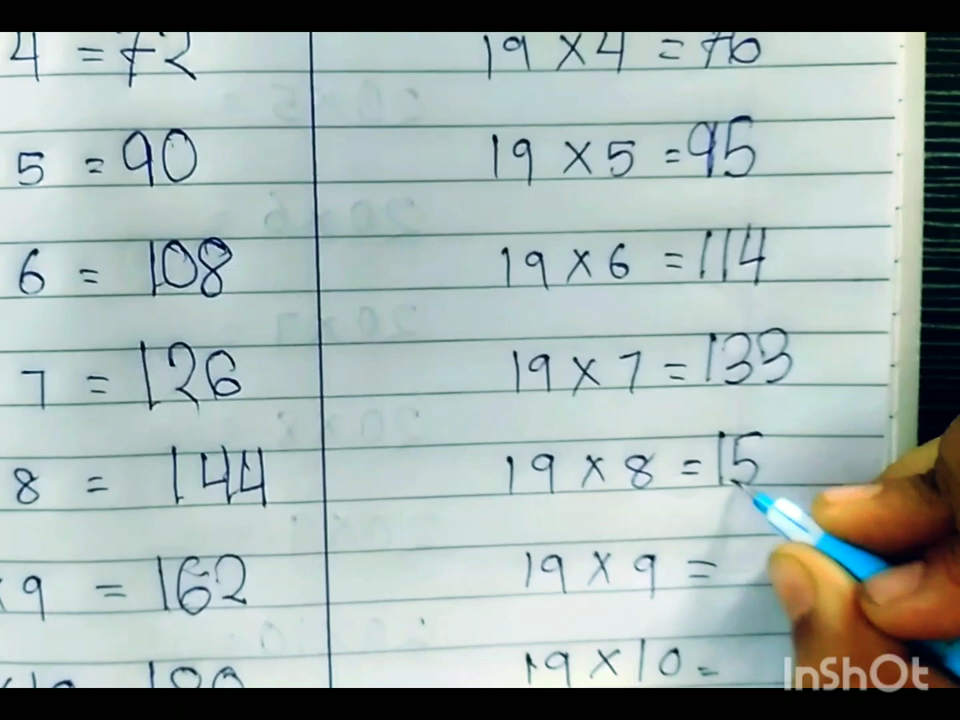 4 = 72
5 = 90
6 = 108
7 = 126
8 = 144
× 9 = 162
19 × 4 = 76
19 × 5 = 95
19 × 6 = 114
19 × 7 = 133
19 × 8 = 15
19 × 9 =
19 × 10 =
InShOt